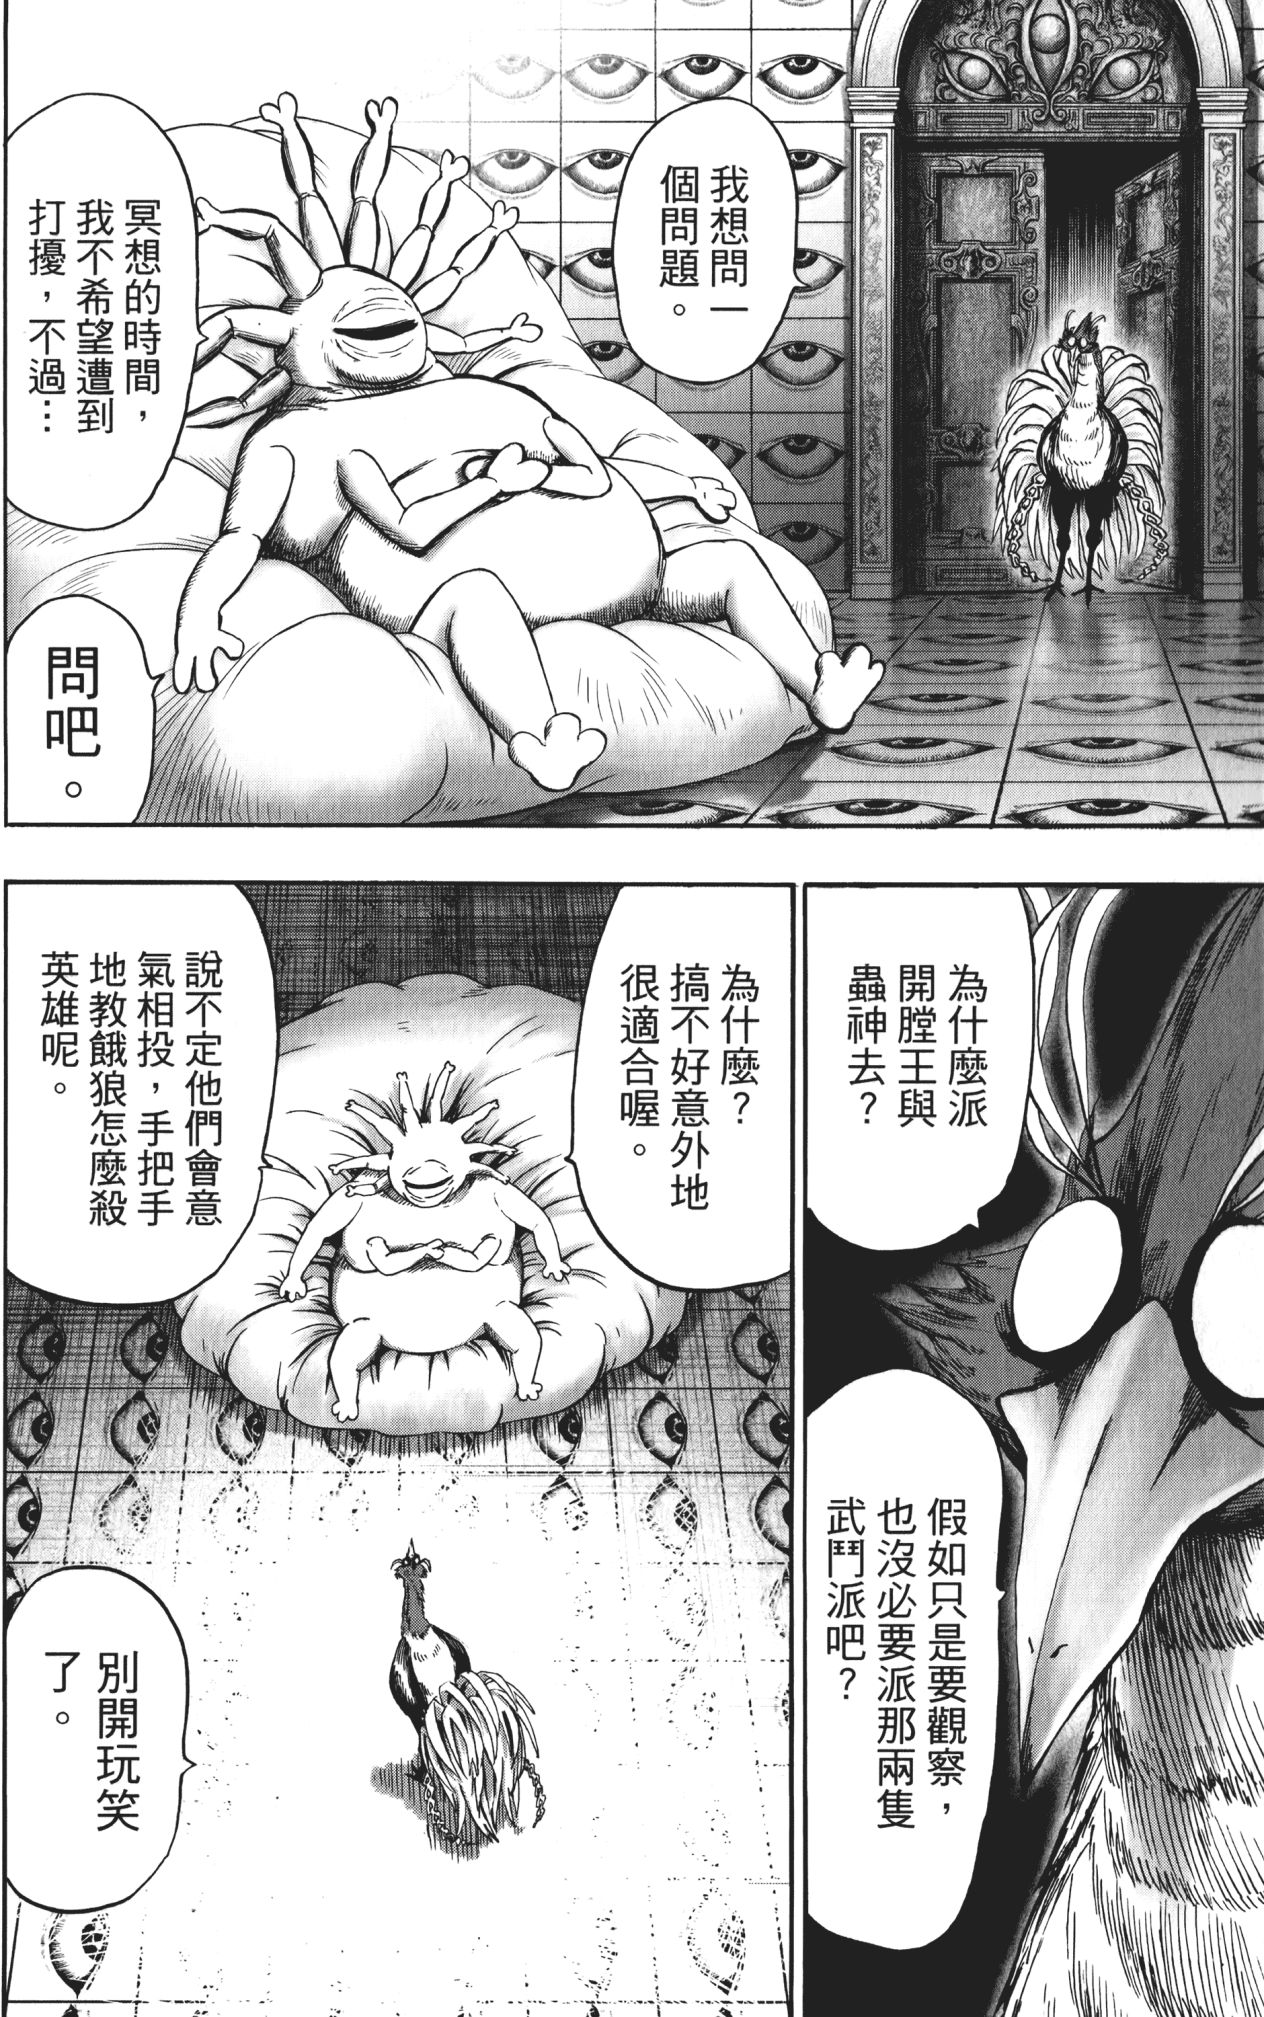 我想問一
個問題。
冥想的時間，
我不希望遭到
打擾，不過…
問吧。
為什麼派
開膛王與
蟲神去？
假如只是要觀察，
也沒必要派那兩隻
武鬥派吧？
為什麼？
搞不好意外地
很適合喔。
說不定他們會意
氣相投，手把手
地教餓狼怎麼殺
英雄呢。
別開玩笑
了。